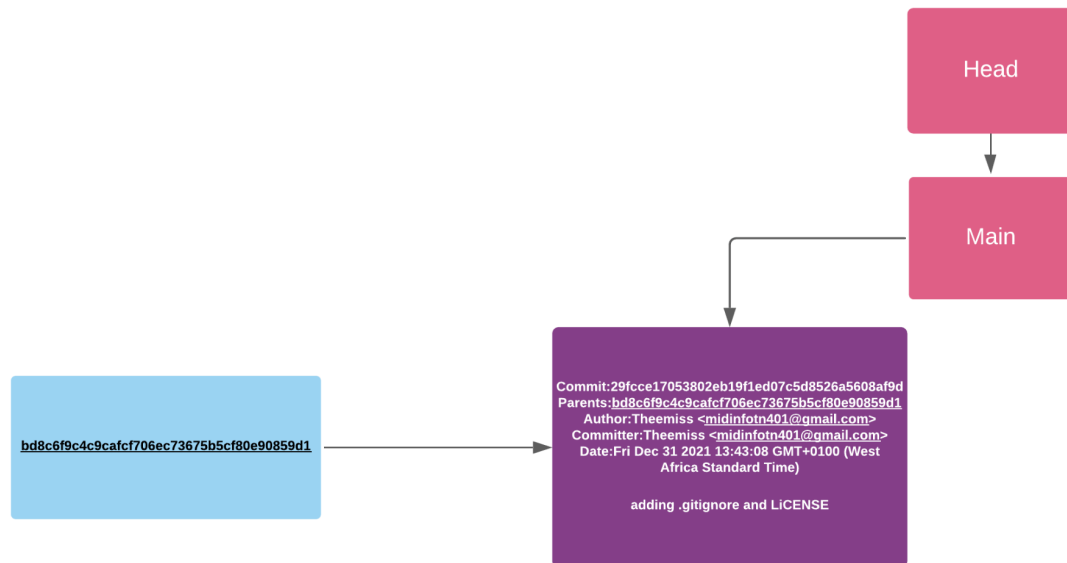 Head
Main
Commit:29fcce17053802eb19f1ed07c5d8526a5608af9d
Parents:bd8c6f9c4c9cafcf706ec73675b5cf80e90859d1
Author:Theemiss <midinfotn401@gmail.com>
Committer:Theemiss <midinfotn401@gmail.com>
Date:Fri Dec 31 2021 13:43:08 GMT+0100 (West
Africa Standard Time)
adding .gitignore and LiCENSE
bd8c6f9c4c9cafcf706ec73675b5cf80e90859d1